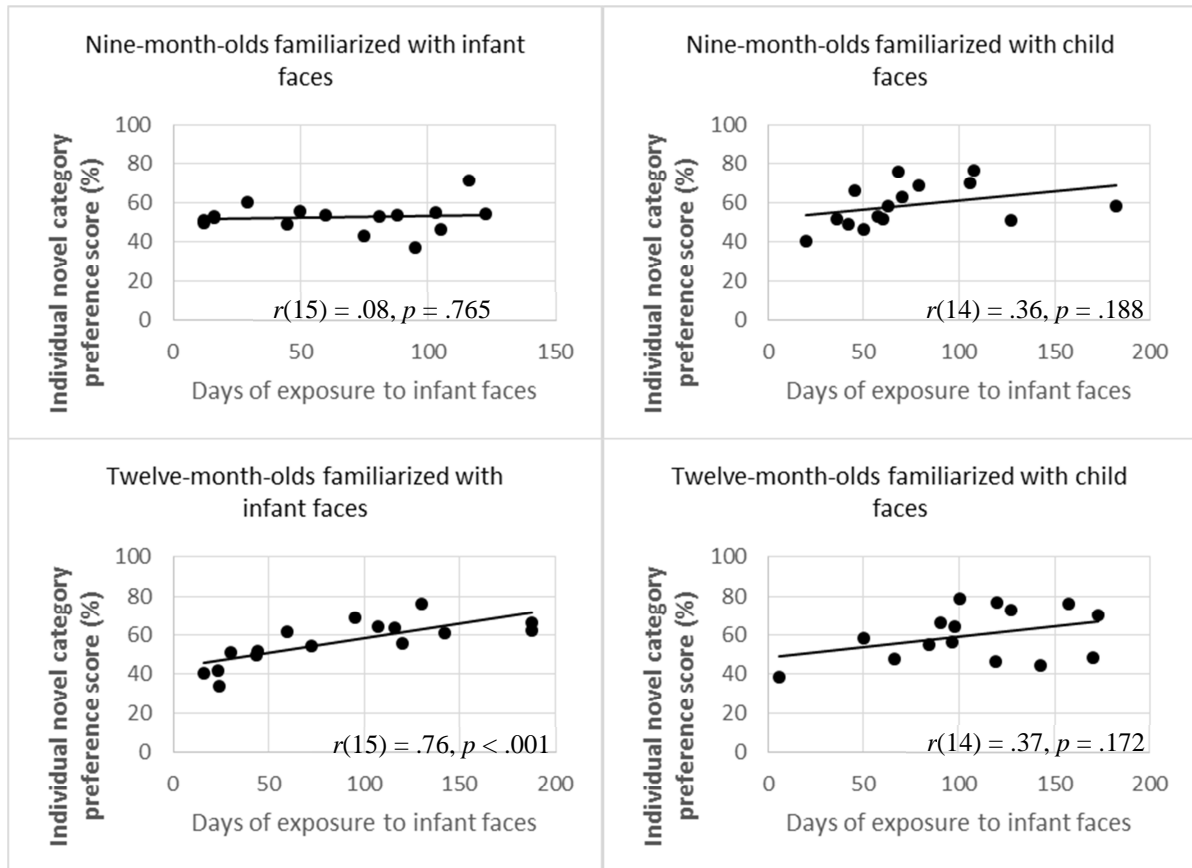 Nine-month-olds familiarized with infant
faces
Individual novel category
preference score (%)
100
80
60
40
20
0
r(15) = .08, p = .765
0 50 100 150
Days of exposure to infant faces
Nine-month-olds familiarized with child
faces
Individual novel category
preference score (%)
100
80
60
40
20
0
r(14) = .36, p = .188
0 50 100 150 200
Days of exposure to infant faces
Twelve-month-olds familiarized with
infant faces
Individual novel category
preference score (%)
100
80
60
40
20
0
r(15) = .76, p < .001
0 50 100 150 200
Days of exposure to infant faces
Twelve-month-olds familiarized with child
faces
Individual novel category
preference score (%)
100
80
60
40
20
0
r(14) = .37, p = .172
0 50 100 150 200
Days of exposure to infant faces